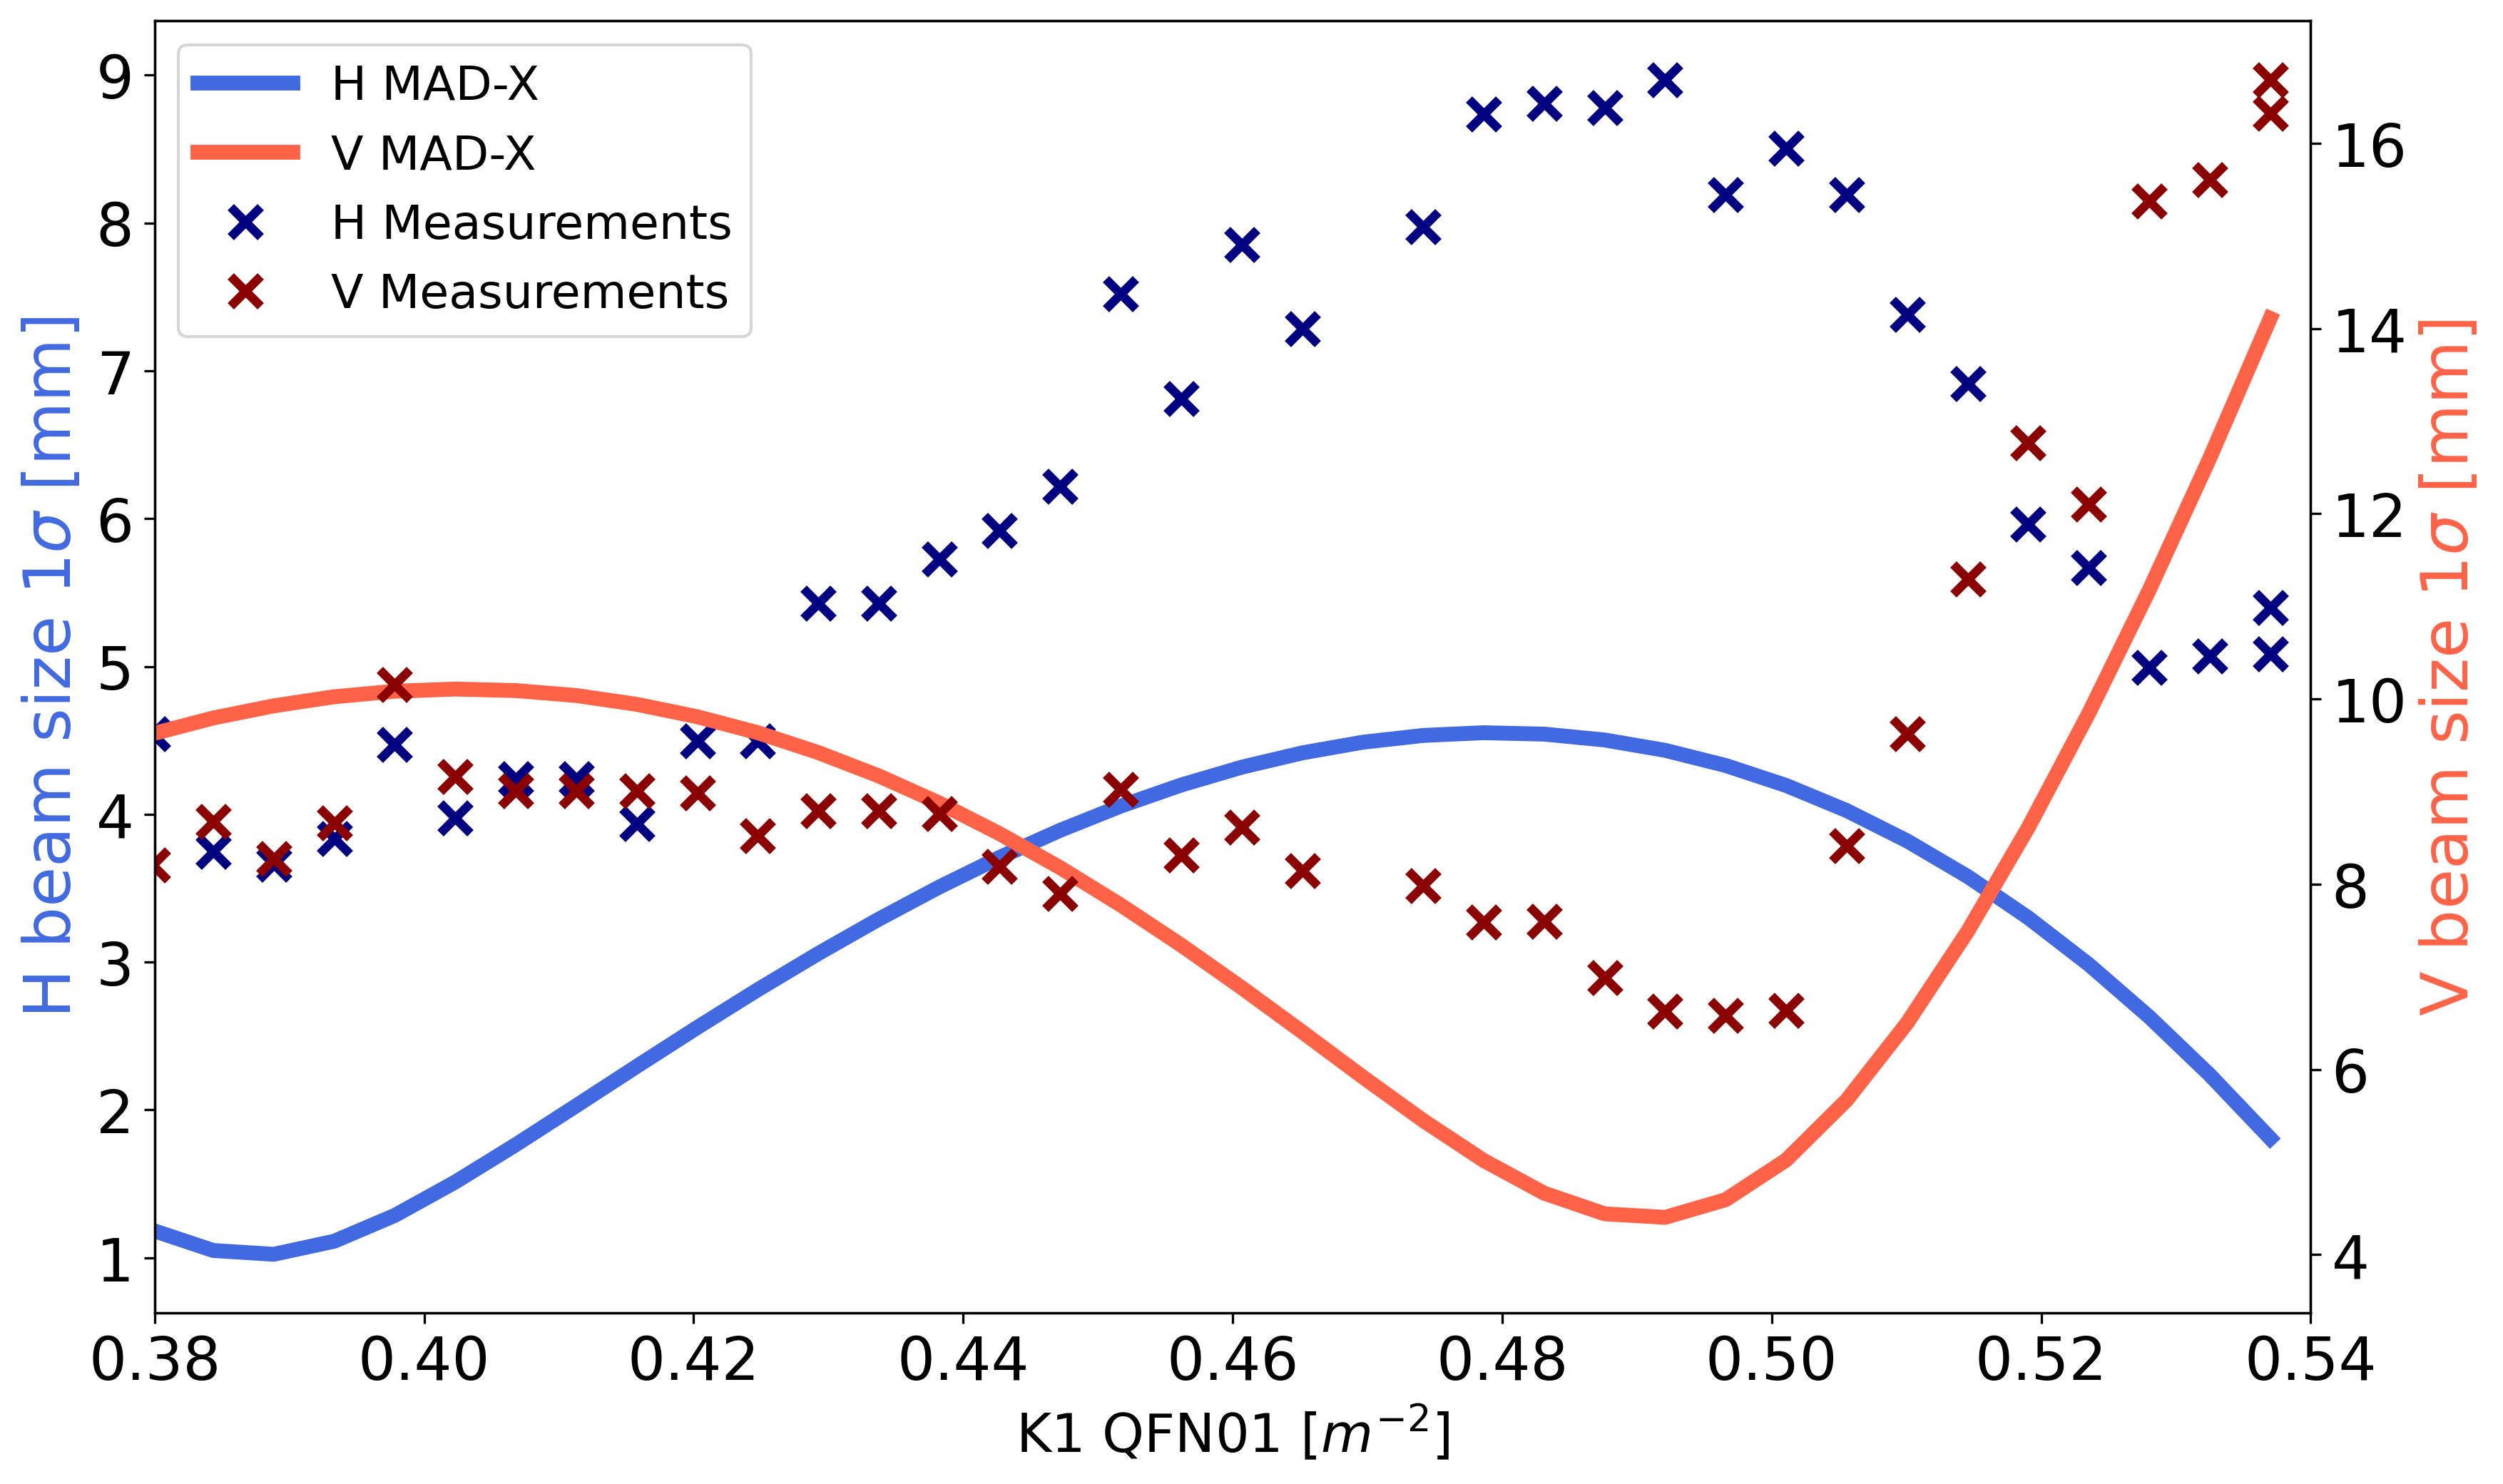 H MAD-X
V MAD-X
H Measurements
V Measurements
H beam size 1σ [mm]
9
8
7
6
5
4
3
2
1
V beam size 1σ [mm]
16
14
12
10
8
6
4
0.38 0.40 0.42 0.44 0.46 0.48 0.50 0.52 0.54
K1 QFN01 [m⁻²]